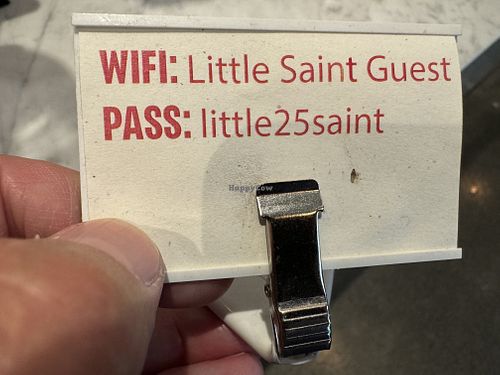 WIFI: Little Saint Guest
PASS: little25saint
HappyCow